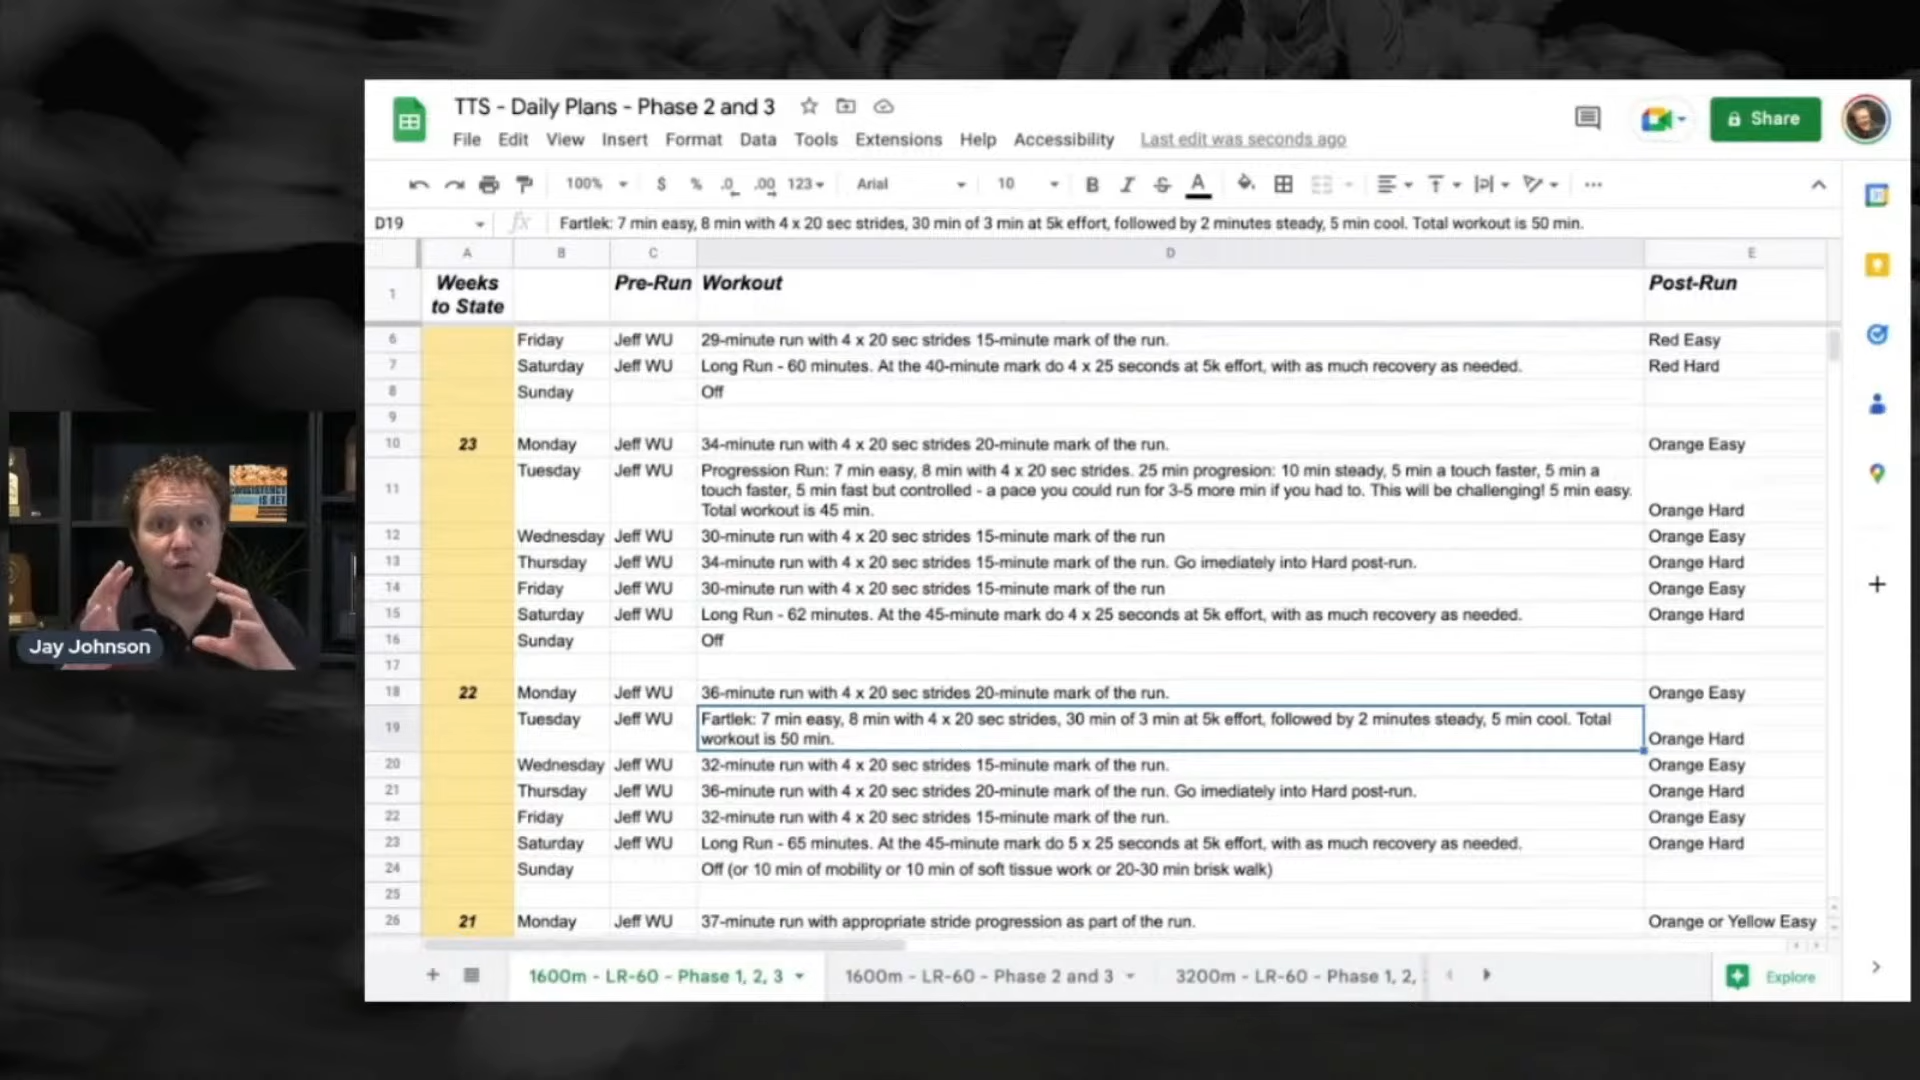 TTS - Daily Plans - Phase 2 and 3
File Edit View Insert Format Data Tools Extensions Help Accessibility Last edit was seconds ago
Share
100% $ % .0 .00 123 Arial 10 B I S A
D19 fx Fartlek: 7 min easy, 8 min with 4 x 20 sec strides, 30 min of 3 min at 5k effort, followed by 2 minutes steady, 5 min cool. Total workout is 50 min.
A B C D E
1 Weeks to State Pre-Run Workout Post-Run
6 Friday Jeff WU 29-minute run with 4 x 20 sec strides 15-minute mark of the run. Red Easy
7 Saturday Jeff WU Long Run - 60 minutes. At the 40-minute mark do 4 x 25 seconds at 5k effort, with as much recovery as needed. Red Hard
8 Sunday Off
9
10 23 Monday Jeff WU 34-minute run with 4 x 20 sec strides 20-minute mark of the run. Orange Easy
11 Tuesday Jeff WU Progression Run: 7 min easy, 8 min with 4 x 20 sec strides. 25 min progresion: 10 min steady, 5 min a touch faster, 5 min a
touch faster, 5 min fast but controlled - a pace you could run for 3-5 more min if you had to. This will be challenging! 5 min easy.
Total workout is 45 min. Orange Hard
12 Wednesday Jeff WU 30-minute run with 4 x 20 sec strides 15-minute mark of the run Orange Easy
13 Thursday Jeff WU 34-minute run with 4 x 20 sec strides 15-minute mark of the run. Go imediately into Hard post-run. Orange Hard
14 Friday Jeff WU 30-minute run with 4 x 20 sec strides 15-minute mark of the run Orange Easy
15 Saturday Jeff WU Long Run - 62 minutes. At the 45-minute mark do 4 x 25 seconds at 5k effort, with as much recovery as needed. Orange Hard
16 Sunday Off
17
18 22 Monday Jeff WU 36-minute run with 4 x 20 sec strides 20-minute mark of the run. Orange Easy
19 Tuesday Jeff WU Fartlek: 7 min easy, 8 min with 4 x 20 sec strides, 30 min of 3 min at 5k effort, followed by 2 minutes steady, 5 min cool. Total
workout is 50 min. Orange Hard
20 Wednesday Jeff WU 32-minute run with 4 x 20 sec strides 15-minute mark of the run. Orange Easy
21 Thursday Jeff WU 36-minute run with 4 x 20 sec strides 20-minute mark of the run. Go imediately into Hard post-run. Orange Hard
22 Friday Jeff WU 32-minute run with 4 x 20 sec strides 15-minute mark of the run. Orange Easy
23 Saturday Jeff WU Long Run - 65 minutes. At the 45-minute mark do 5 x 25 seconds at 5k effort, with as much recovery as needed. Orange Hard
24 Sunday Off (or 10 min of mobility or 10 min of soft tissue work or 20-30 min brisk walk)
25
26 21 Monday Jeff WU 37-minute run with appropriate stride progression as part of the run. Orange or Yellow Easy
1600m - LR-60 - Phase 1, 2, 3 1600m - LR-60 - Phase 2 and 3 3200m - LR-60 - Phase 1, 2, Explore
CONSISTENCY
IS KEY
Jay Johnson